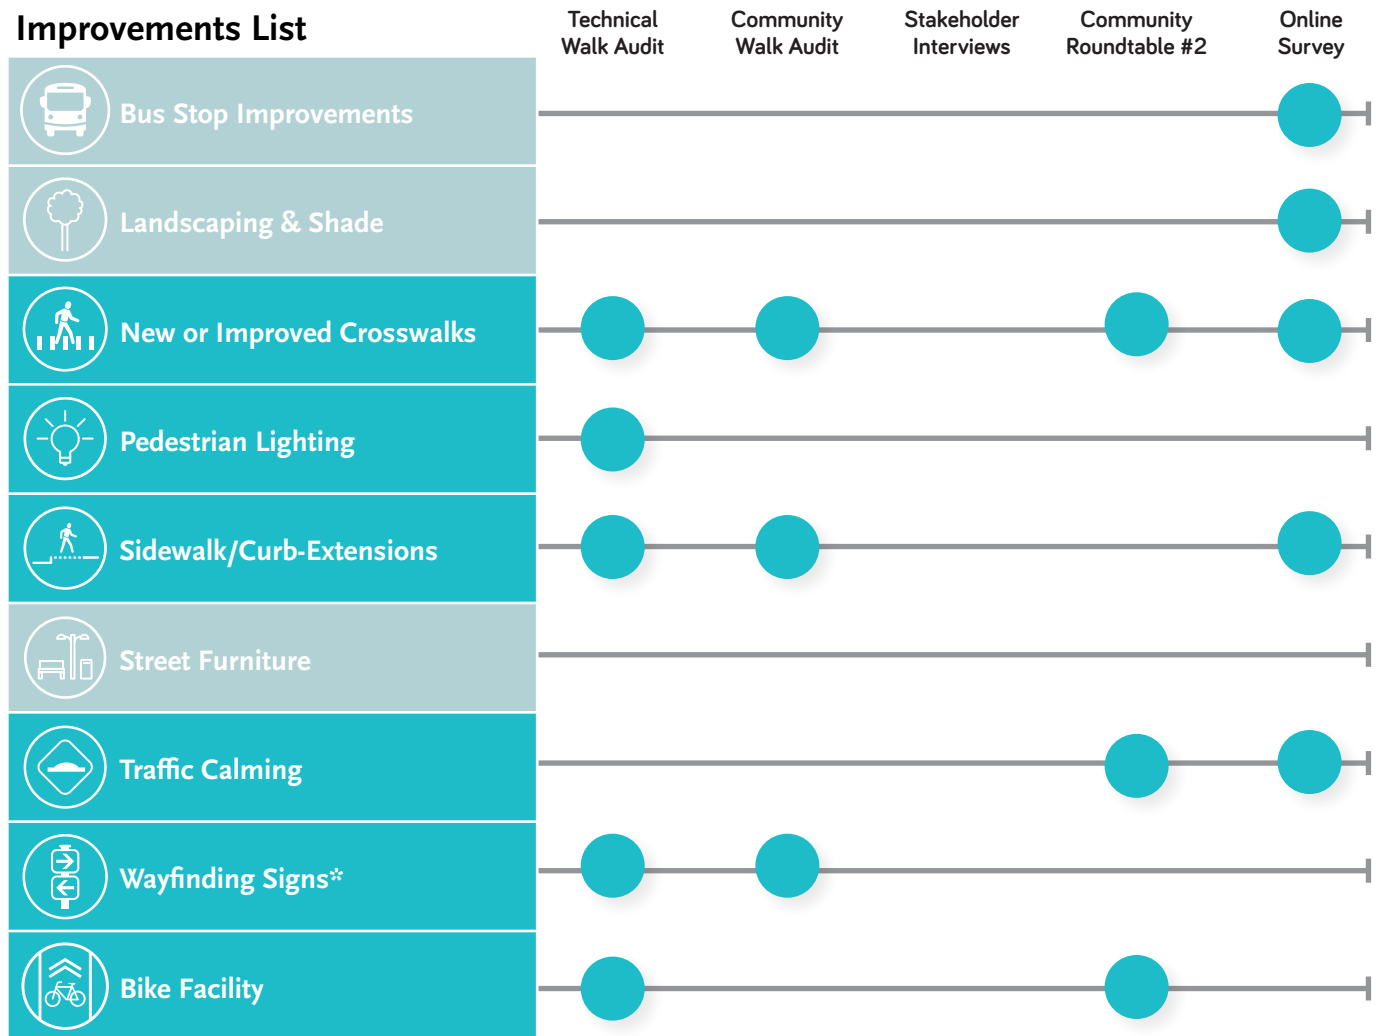 Improvements List
Technical
Walk Audit
Community
Walk Audit
Stakeholder
Interviews
Community
Roundtable #2
Online
Survey
Bus Stop Improvements
Landscaping & Shade
New or Improved Crosswalks
Pedestrian Lighting
Sidewalk/Curb-Extensions
Street Furniture
Traffic Calming
Wayfinding Signs*
Bike Facility